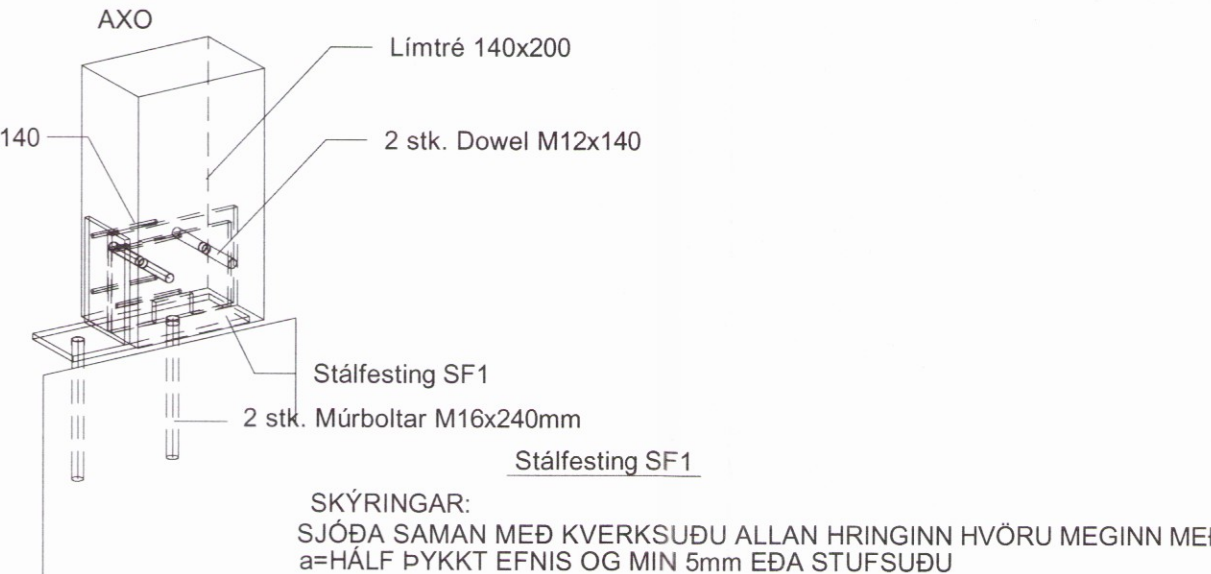 AXO
Límtré 140x200
140
2 stk. Dowel M12x140
Stálfesting SF1
2 stk. Múrboltar M16x240mm
Stálfesting SF1
SKÝRINGAR:
SJÓÐA SAMAN MEÐ KVERKSUÐU ALLAN HRINGINN HVÖRU MEGINN MEÐ
a=HÁLF ÞYKKT EFNIS OG MIN 5mm EÐA STUFSUÐU